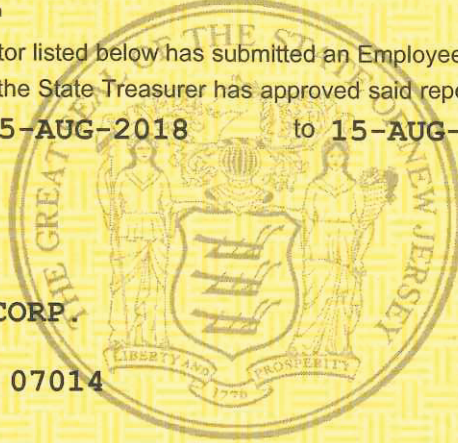 tor listed below has submitted an Employee
the State Treasurer has approved said repo
5-AUG-2018 to 15-AUG-
THE GREAT SEAL OF THE STATE OF NEW JERSEY
CORP.
LIBERTY AND PROSPERITY
07014
1776